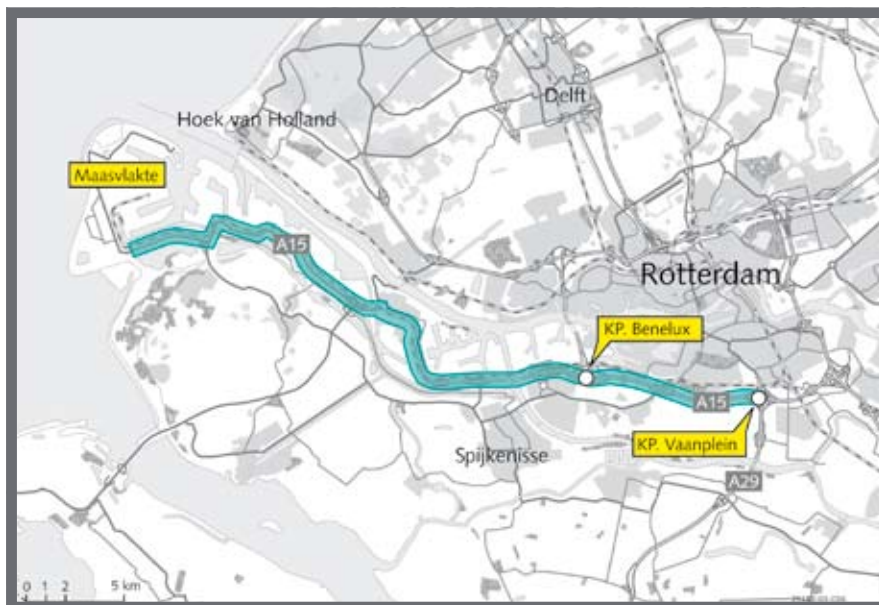 Delft
Hoek van Holland
Maasvlakte
A15
Rotterdam
KP. Benelux
A15
KP. Vaanplein
Spijkenisse
A29
0 1 2 5 km